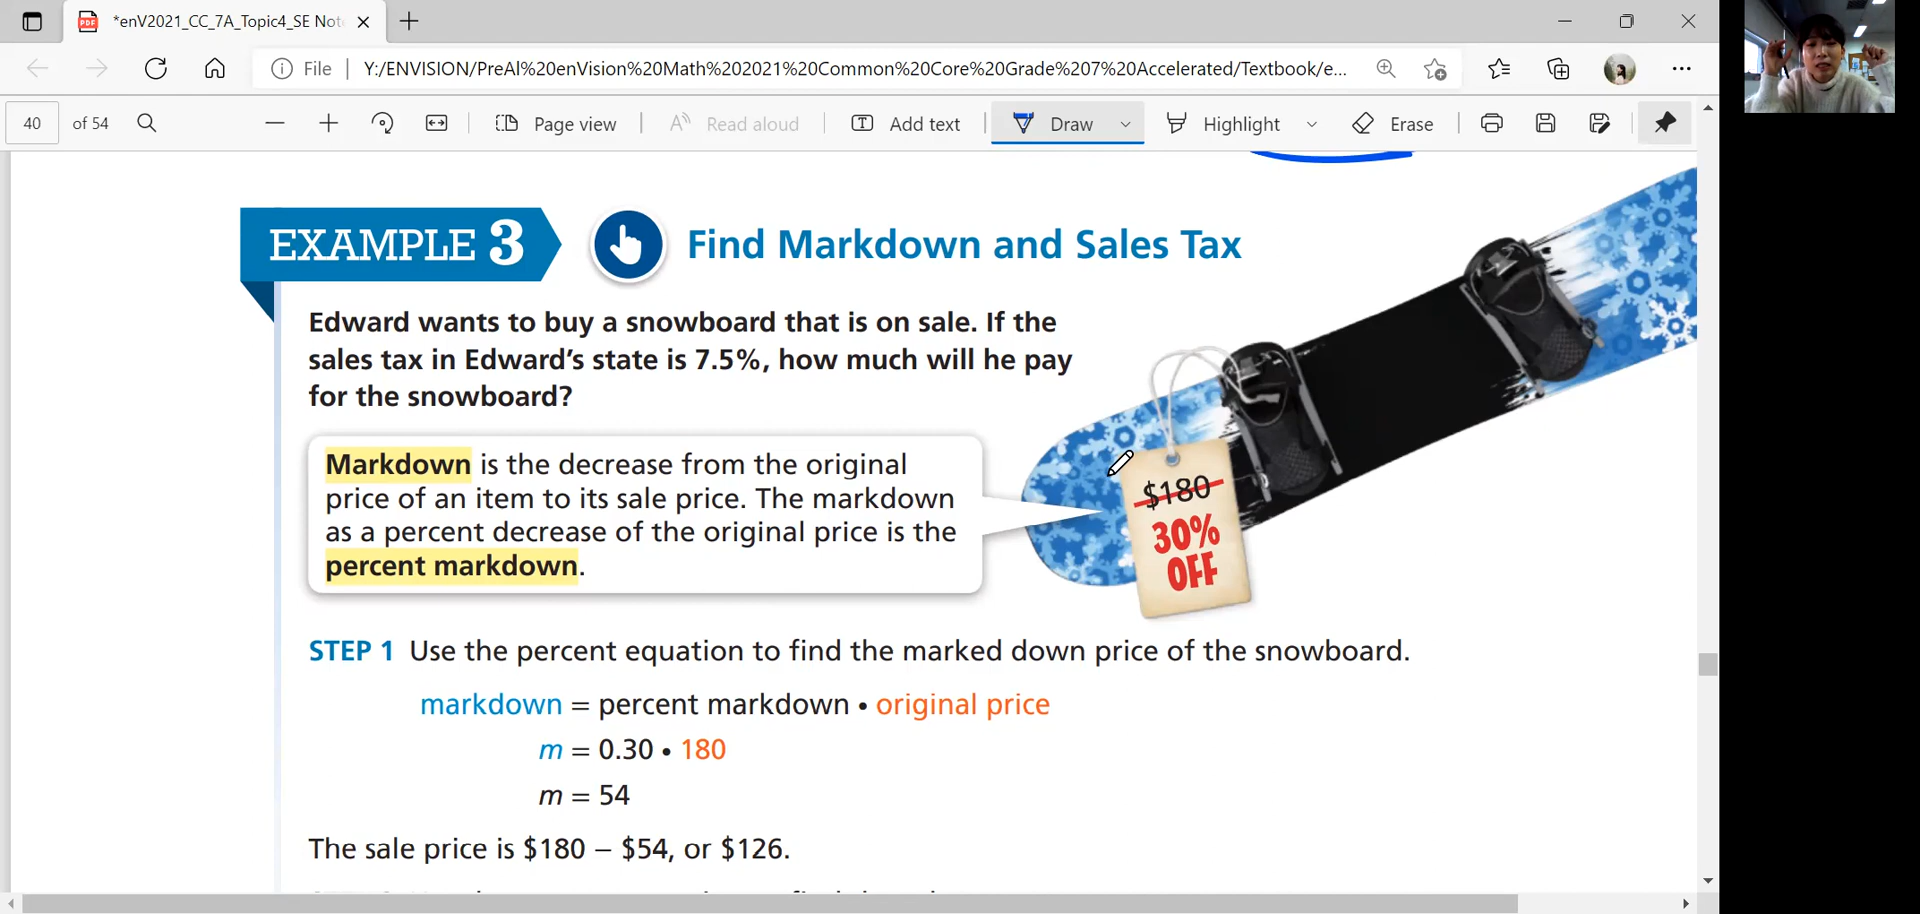 *enV2021_CC_7A_Topic4_SE Not
File
Y:/ENVISION/PreAl%20enVision%20Math%202021%20Common%20Core%20Grade%207%20Accelerated/Textbook/e...
40 of 54
Page view
Read aloud
Add text
Draw
Highlight
Erase
EXAMPLE 3
Find Markdown and Sales Tax
Edward wants to buy a snowboard that is on sale. If the
sales tax in Edward's state is 7.5%, how much will he pay
for the snowboard?
Markdown is the decrease from the original
price of an item to its sale price. The markdown
as a percent decrease of the original price is the
percent markdown.
$180
30%
OFF
STEP 1 Use the percent equation to find the marked down price of the snowboard.
markdown = percent markdown • original price
m = 0.30 • 180
m = 54
The sale price is $180 − $54, or $126.